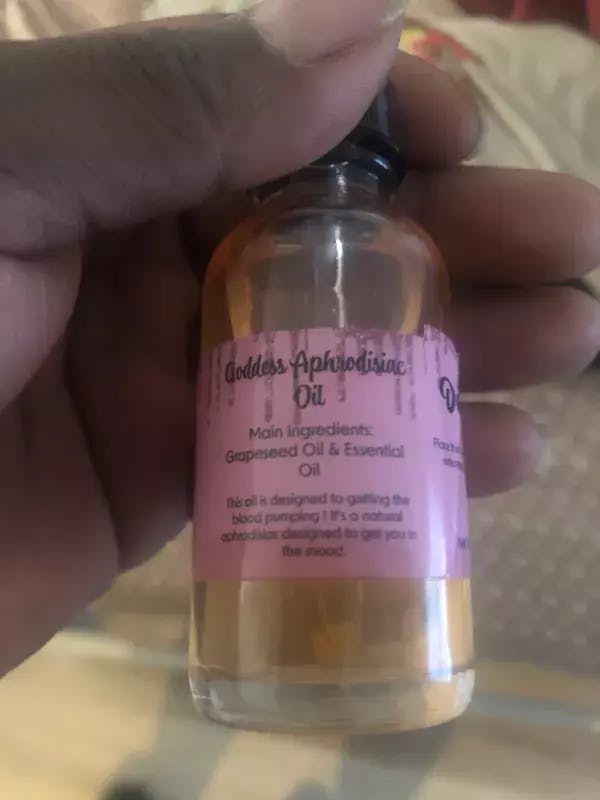 Goddess Aphrodisiac
Oil
Main Ingredients:
Grapeseed Oil & Essential
Oil
This oil is designed to getting the
blood pumping ! It's a natural
aphrodisiac designed to get you in
the mood.